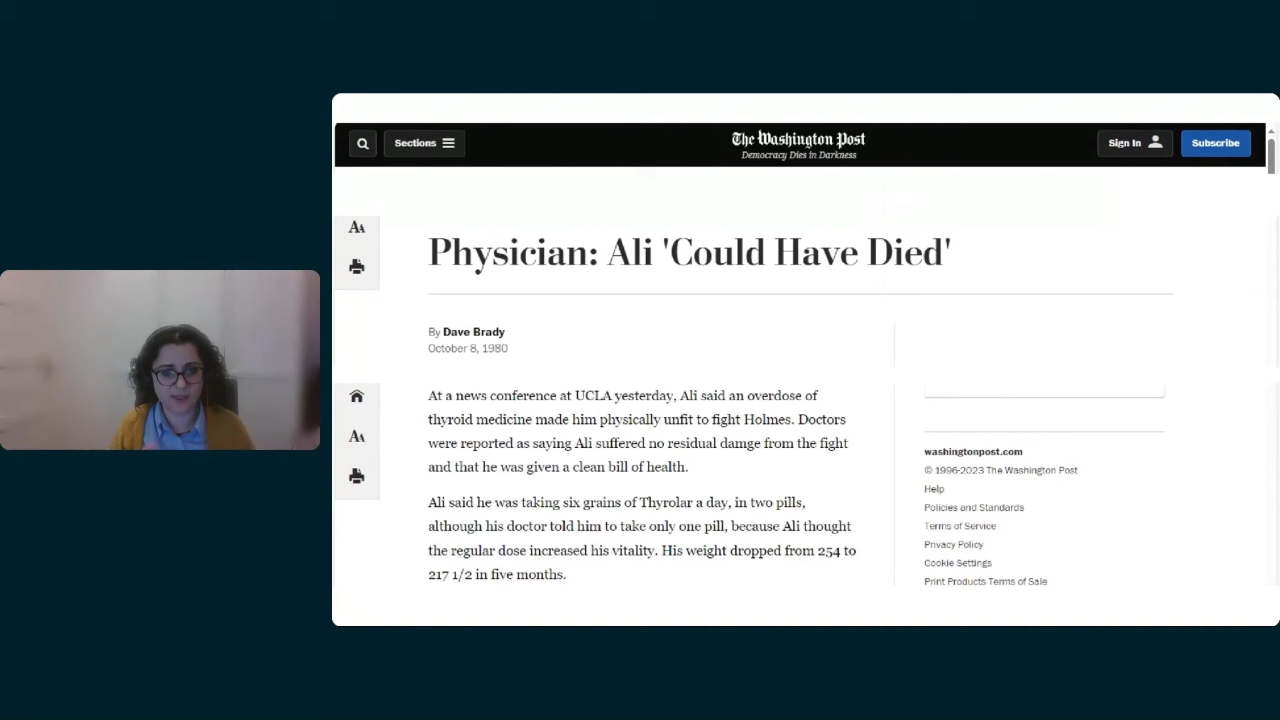 Sections
The Washington Post
Democracy Dies in Darkness
Sign In
Subscribe
AA
Physician: Ali 'Could Have Died'
By Dave Brady
October 8, 1980
At a news conference at UCLA yesterday, Ali said an overdose of
thyroid medicine made him physically unfit to fight Holmes. Doctors
were reported as saying Ali suffered no residual damge from the fight
and that he was given a clean bill of health.
AA
Ali said he was taking six grains of Thyrolar a day, in two pills,
although his doctor told him to take only one pill, because Ali thought
the regular dose increased his vitality. His weight dropped from 254 to
217 1/2 in five months.
washingtonpost.com
© 1996-2023 The Washington Post
Help
Policies and Standards
Terms of Service
Privacy Policy
Cookie Settings
Print Products Terms of Sale